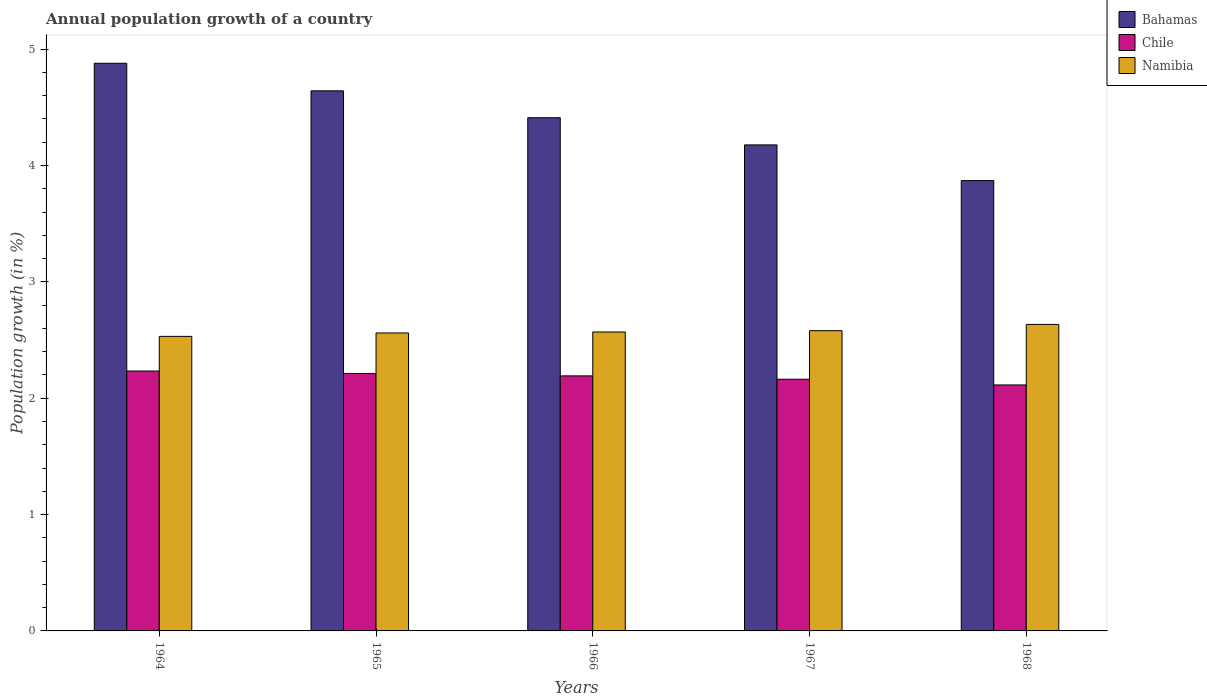 Annual population growth of a country
Bahamas
Chile
Namibia
Population growth (in %)
5
4
3
2
1
0
1964
1965
1966
1967
1968
Years